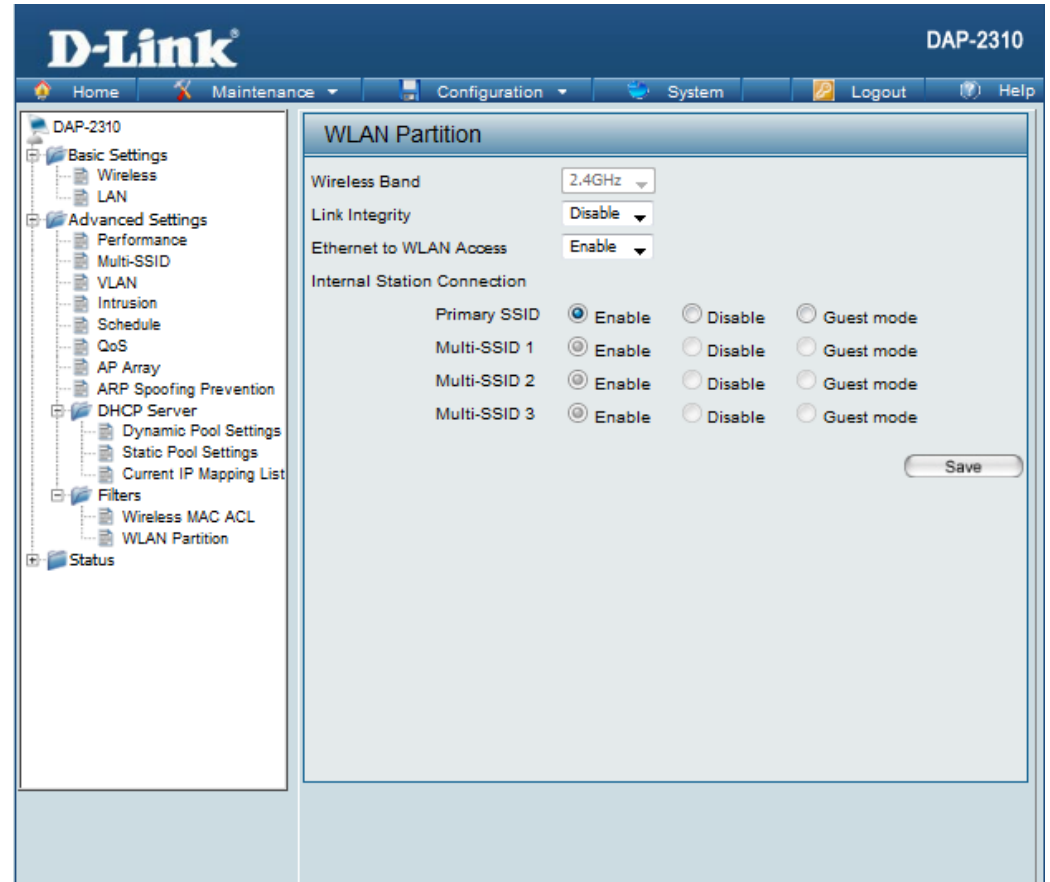 D-Link
DAP-2310
Home Maintenance Configuration System Logout Help
DAP-2310
Basic Settings
Wireless
LAN
Advanced Settings
Performance
Multi-SSID
VLAN
Intrusion
Schedule
QoS
AP Array
ARP Spoofing Prevention
DHCP Server
Dynamic Pool Settings
Static Pool Settings
Current IP Mapping List
Filters
Wireless MAC ACL
WLAN Partition
Status
WLAN Partition
Wireless Band 2.4GHz
Link Integrity Disable
Ethernet to WLAN Access Enable
Internal Station Connection
Primary SSID Enable Disable Guest mode
Multi-SSID 1 Enable Disable Guest mode
Multi-SSID 2 Enable Disable Guest mode
Multi-SSID 3 Enable Disable Guest mode
Save